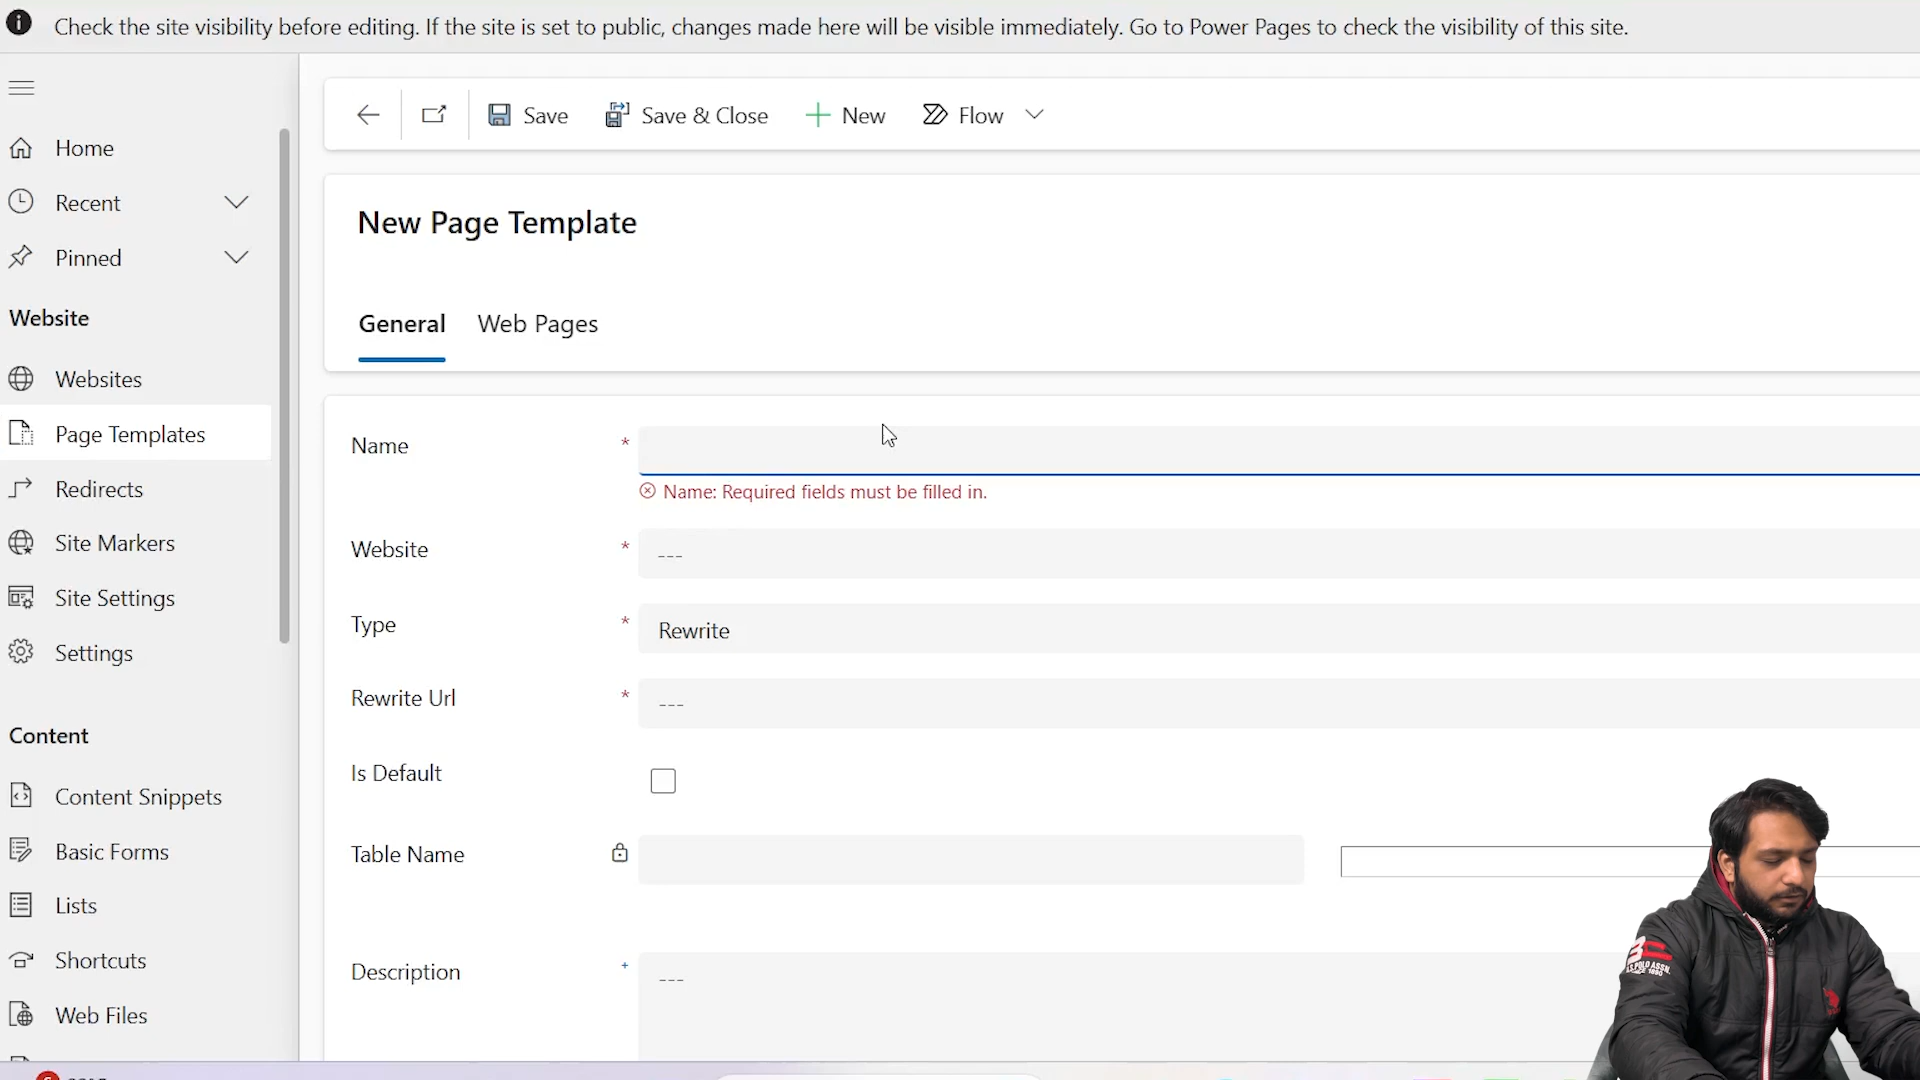 Check the site visibility before editing. If the site is set to public, changes made here will be visible immediately. Go to Power Pages to check the visibility of this site.
Save
Save & Close
New
Flow
Home
Recent
Pinned
Website
Websites
Page Templates
Redirects
Site Markers
Site Settings
Settings
Content
Content Snippets
Basic Forms
Lists
Shortcuts
Web Files
New Page Template
General
Web Pages
Name *
Name: Required fields must be filled in.
Website * ---
Type * Rewrite
Rewrite Url * ---
Is Default
Table Name
Description + ---
U.S. POLO ASSN.
SINCE 1890